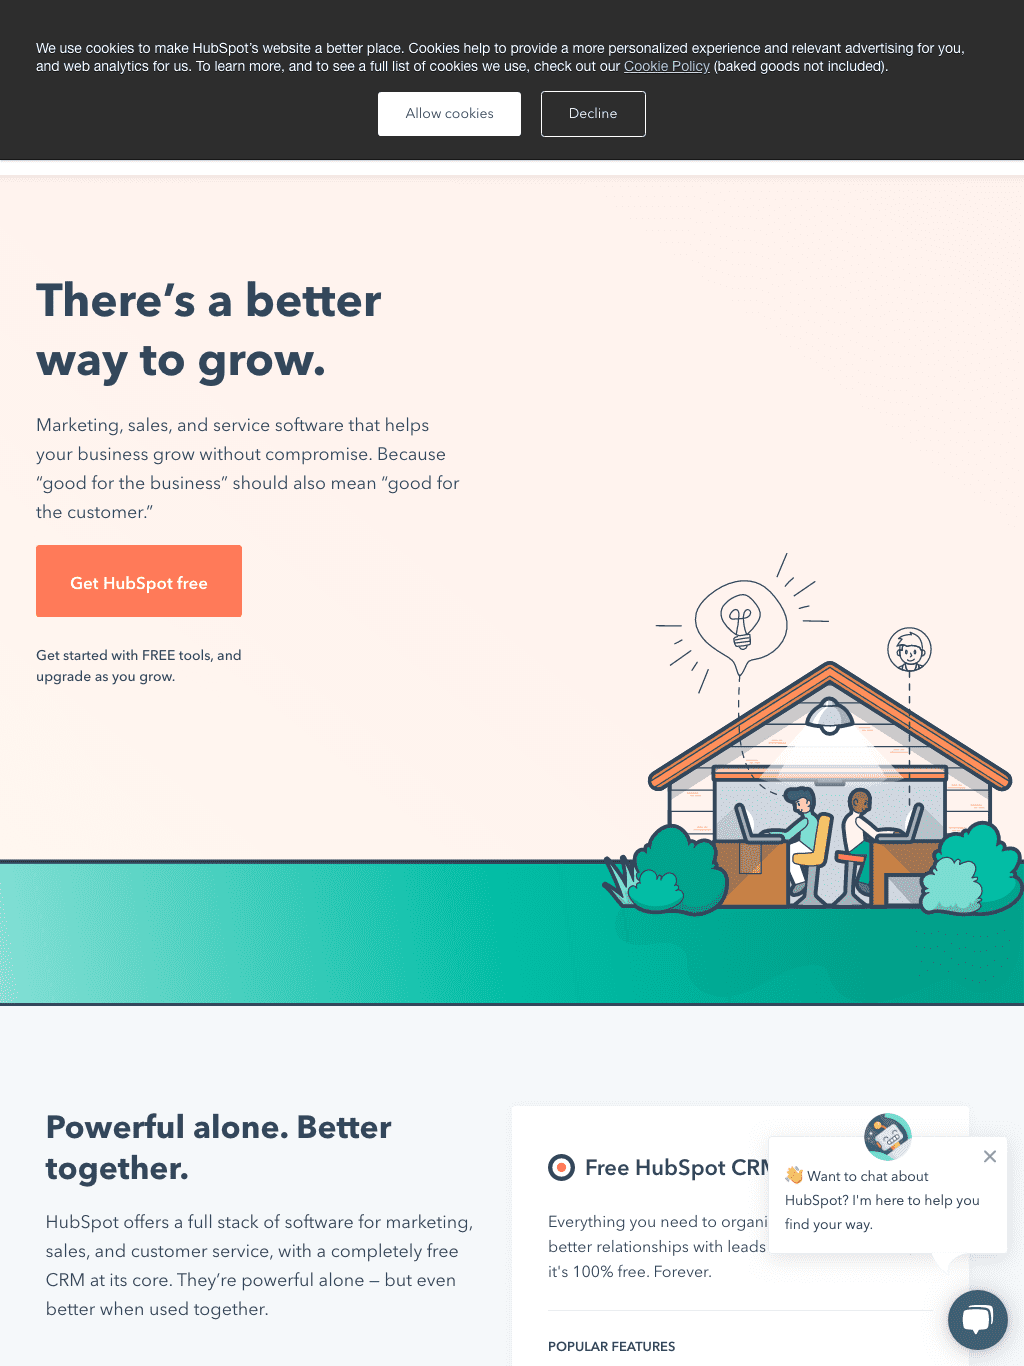 We use cookies to make HubSpot's website a better place. Cookies help to provide a more personalized experience and relevant advertising for you,
and web analytics for us. To learn more, and to see a full list of cookies we use, check out our Cookie Policy (baked goods not included).
Allow cookies
Decline
There’s a better
way to grow.
Marketing, sales, and service software that helps
your business grow without compromise. Because
“good for the business” should also mean “good for
the customer.”
Get HubSpot free
Get started with FREE tools, and
upgrade as you grow.
Powerful alone. Better
together.
HubSpot offers a full stack of software for marketing,
sales, and customer service, with a completely free
CRM at its core. They’re powerful alone – but even
better when used together.
Free HubSpot CRM
Everything you need to
better relationships with leads
it's 100% free. Forever.
POPULAR FEATURES
👋 Want to chat about
HubSpot? I'm here to help you
find your way.